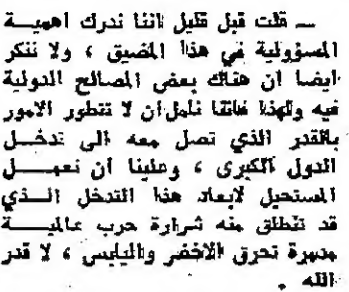 ــ قلت قبل قليل اننا ندرك اهمية
المسؤولية في هذا المضيق ، ولا ننكر
ايضا ان هناك بعض المصالح الدولية
فيه ولهذا فاننا نأمل ان لا تتطور الامور
بالقدر الذي تصل معه الى تدخل
الدول الكبرى ، وعلينا ان نعمل
المستحيل لابعاد هذا التدخل الذي
قد تنطلق منه شرارة حرب عالمية
مدمرة تحرق الاخضر واليابس ، لا قدر
الله .